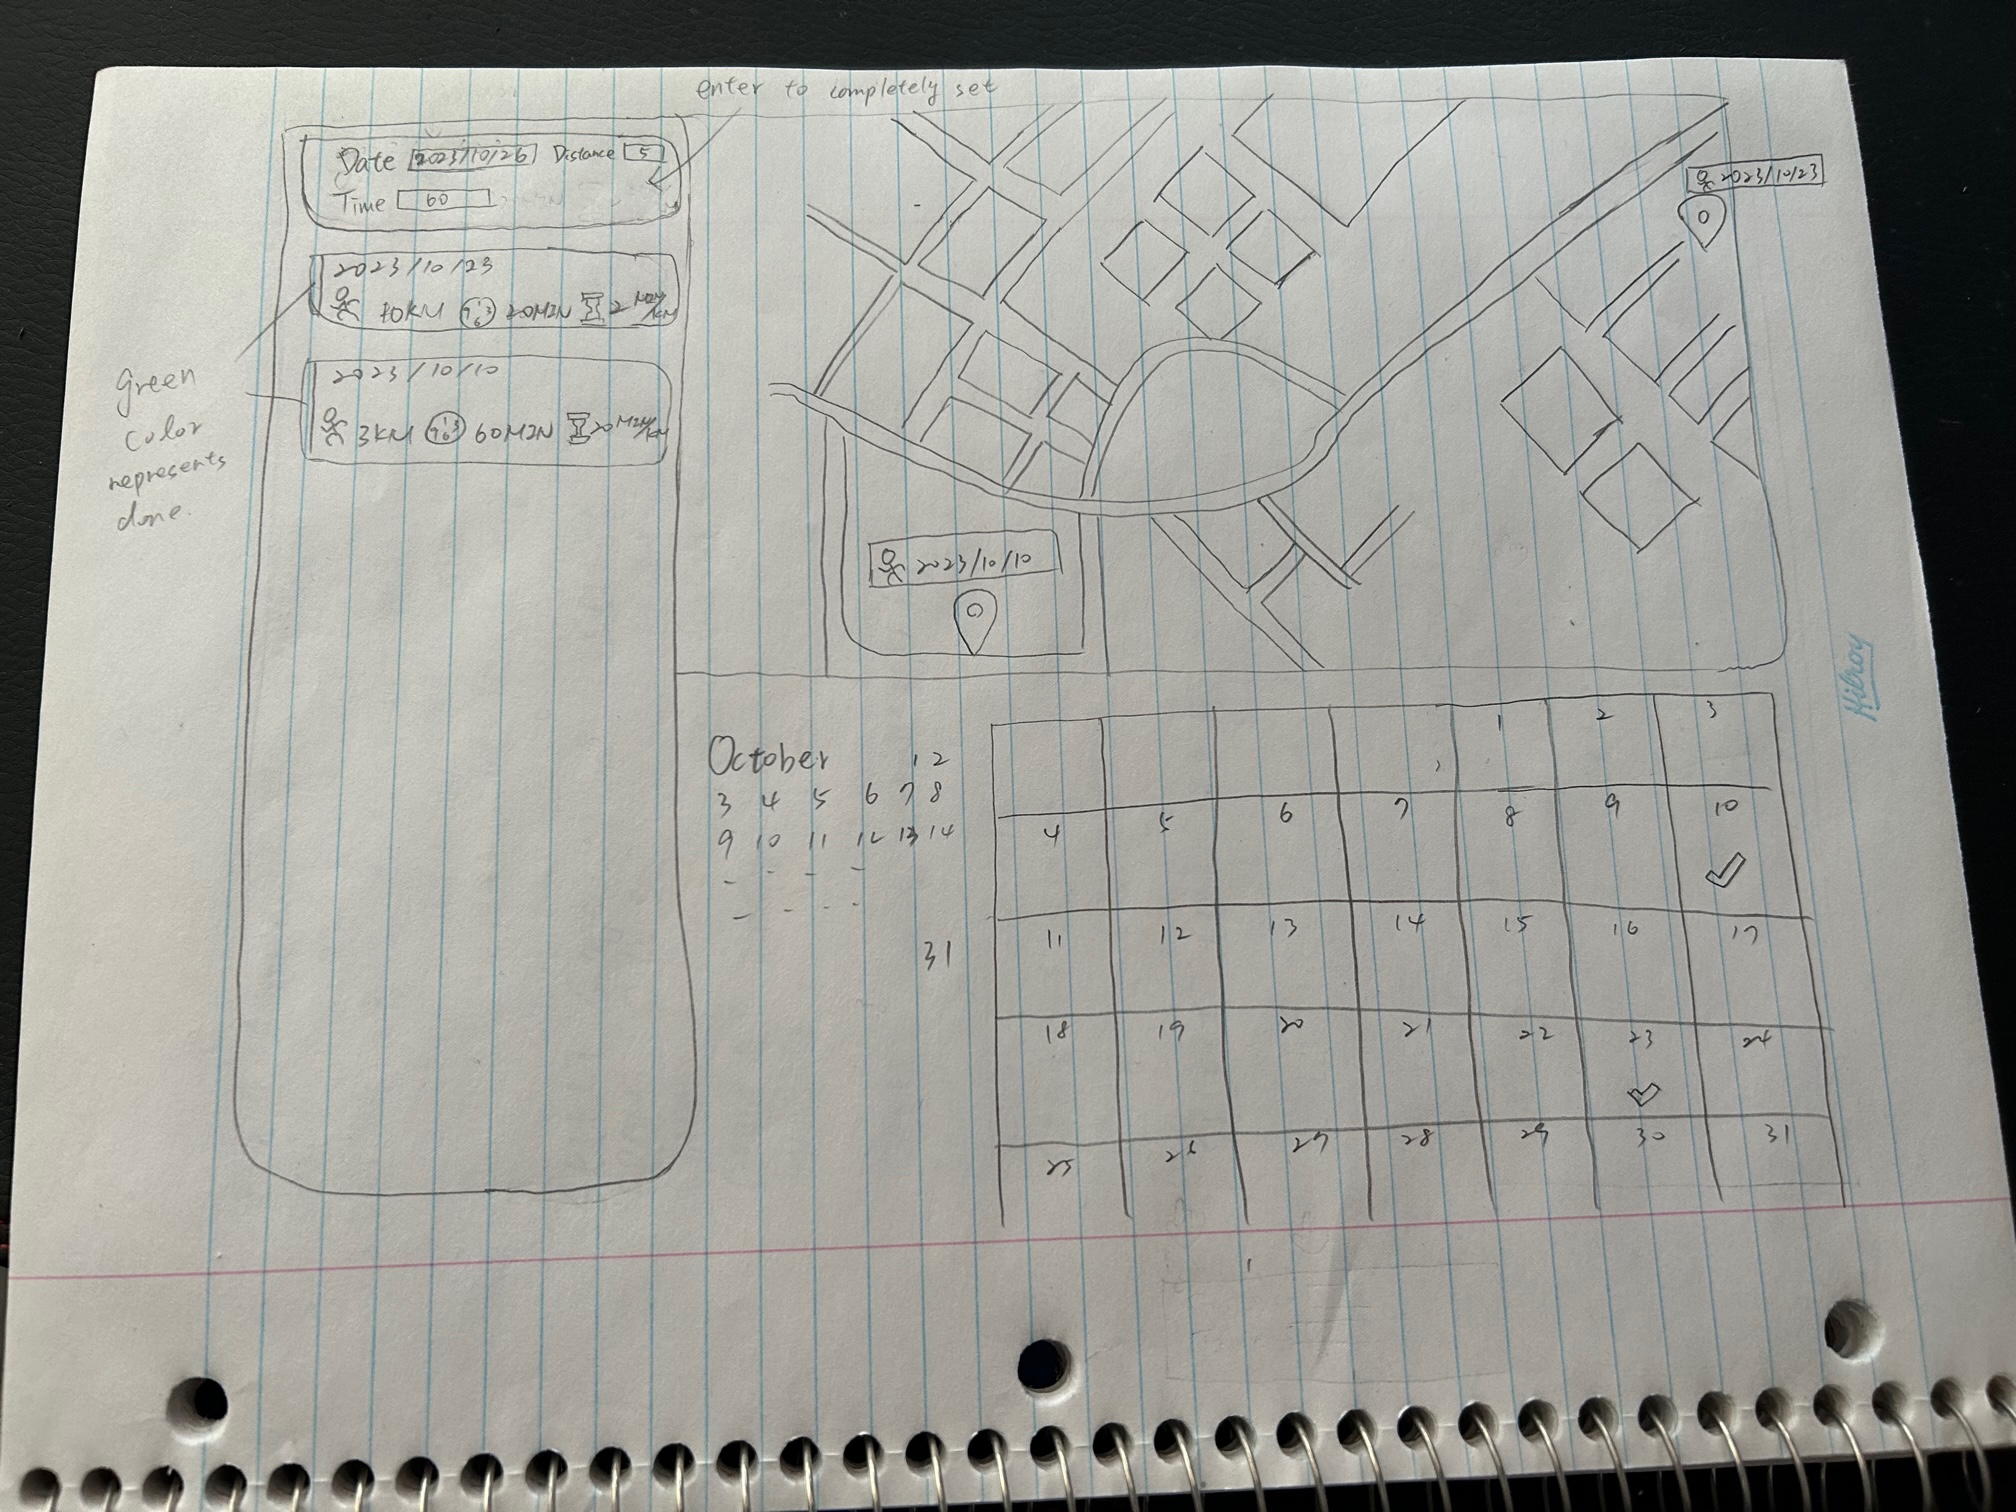 enter to completely set
Date 2023/10/26 Distance 5
Time 60
2023/10/23
10KM 20MIN 2 MIN/KM
2023/10/10
3KM 60MIN 20 MIN/KM
Green
color
represents
done.
2023/10/23
2023/10/10
Hilroy
October 1 2
3 4 5 6 7 8
9 10 11 12 13 14
- - - -
- - - -
31
1 2 3
4 5 6 7 8 9 10
11 12 13 14 15 16 17
18 19 20 21 22 23 24
25 26 27 28 29 30 31